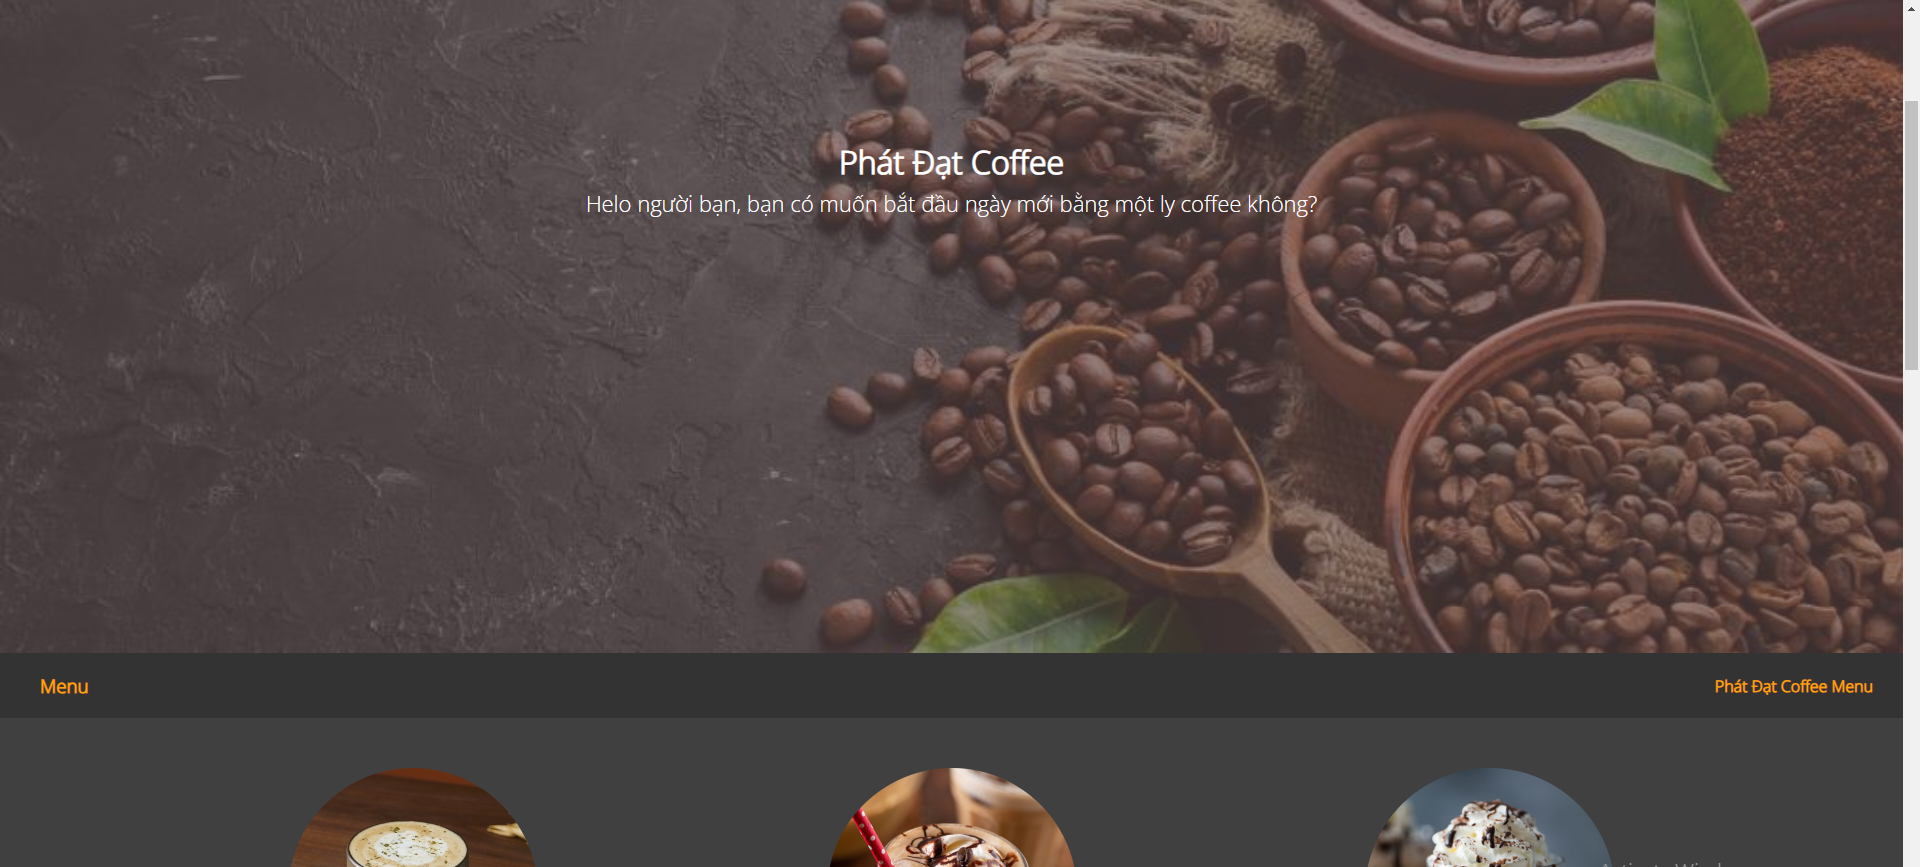 Phát Đạt Coffee
Helo người bạn, bạn có muốn bắt đầu ngày mới bằng một ly coffee không?
Menu
Phát Đạt Coffee Menu